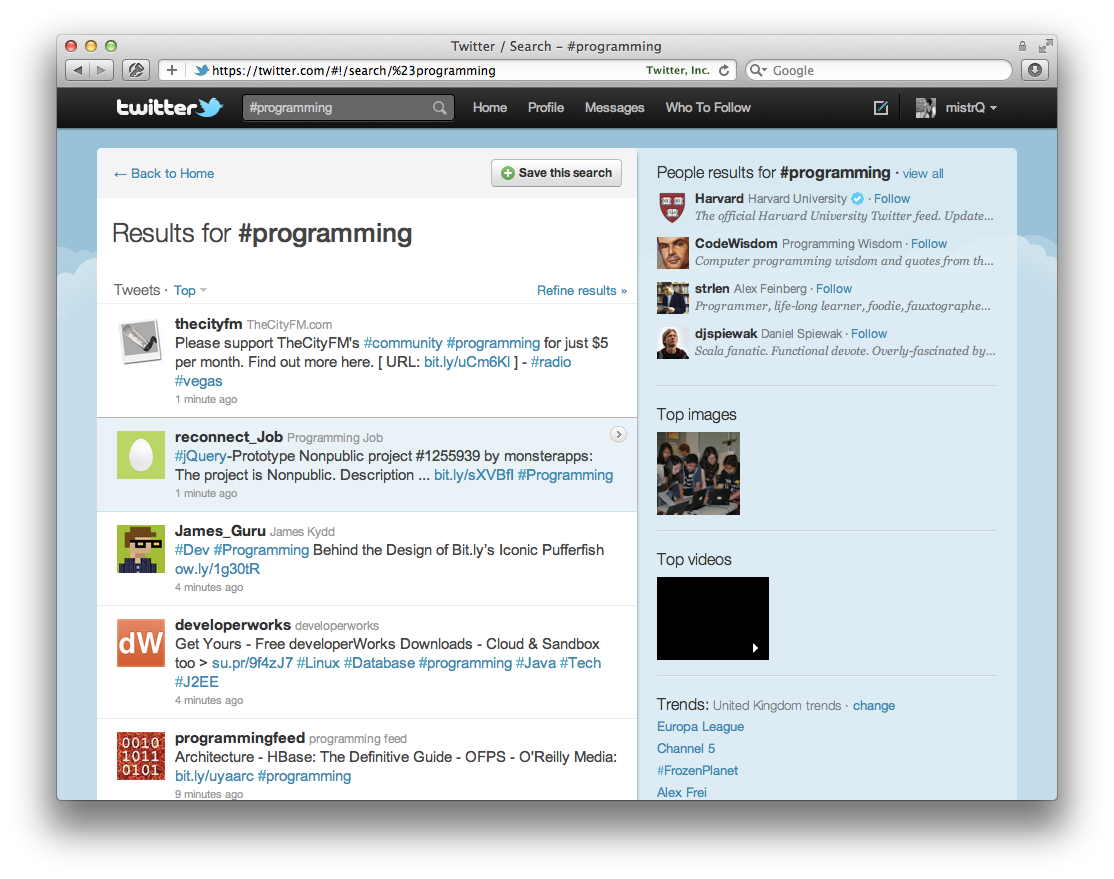 Twitter / Search – #programming
https://twitter.com/#!/search/%23programming
Twitter, Inc.
Google
twitter
#programming
Home
Profile
Messages
Who To Follow
mistrQ
← Back to Home
Save this search
Results for #programming
Tweets · Top
Refine results »
thecityfm TheCityFM.com
Please support TheCityFM's #community #programming for just $5
per month. Find out more here. [ URL: bit.ly/uCm6Kl ] - #radio
#vegas
1 minute ago
reconnect_Job Programming Job
#jQuery-Prototype Nonpublic project #1255939 by monsterapps:
The project is Nonpublic. Description ... bit.ly/sXVBfI #Programming
1 minute ago
James_Guru James Kydd
#Dev #Programming Behind the Design of Bit.ly's Iconic Pufferfish
ow.ly/1g30tR
4 minutes ago
dW
developerworks developerworks
Get Yours - Free developerWorks Downloads - Cloud & Sandbox
too > su.pr/9f4zJ7 #Linux #Database #programming #Java #Tech
#J2EE
4 minutes ago
0010
1011
0101
programmingfeed programming feed
Architecture - HBase: The Definitive Guide - OFPS - O'Reilly Media:
bit.ly/uyaarc #programming
9 minutes ago
People results for #programming · view all
Harvard Harvard University · Follow
The official Harvard University Twitter feed. Update...
CodeWisdom Programming Wisdom · Follow
Computer programming wisdom and quotes from th...
strlen Alex Feinberg · Follow
Programmer, life-long learner, foodie, fauxtographe...
djspiewak Daniel Spiewak · Follow
Scala fanatic. Functional devote. Overly-fascinated by...
Top images
Top videos
Trends: United Kingdom trends · change
Europa League
Channel 5
#FrozenPlanet
Alex Frei